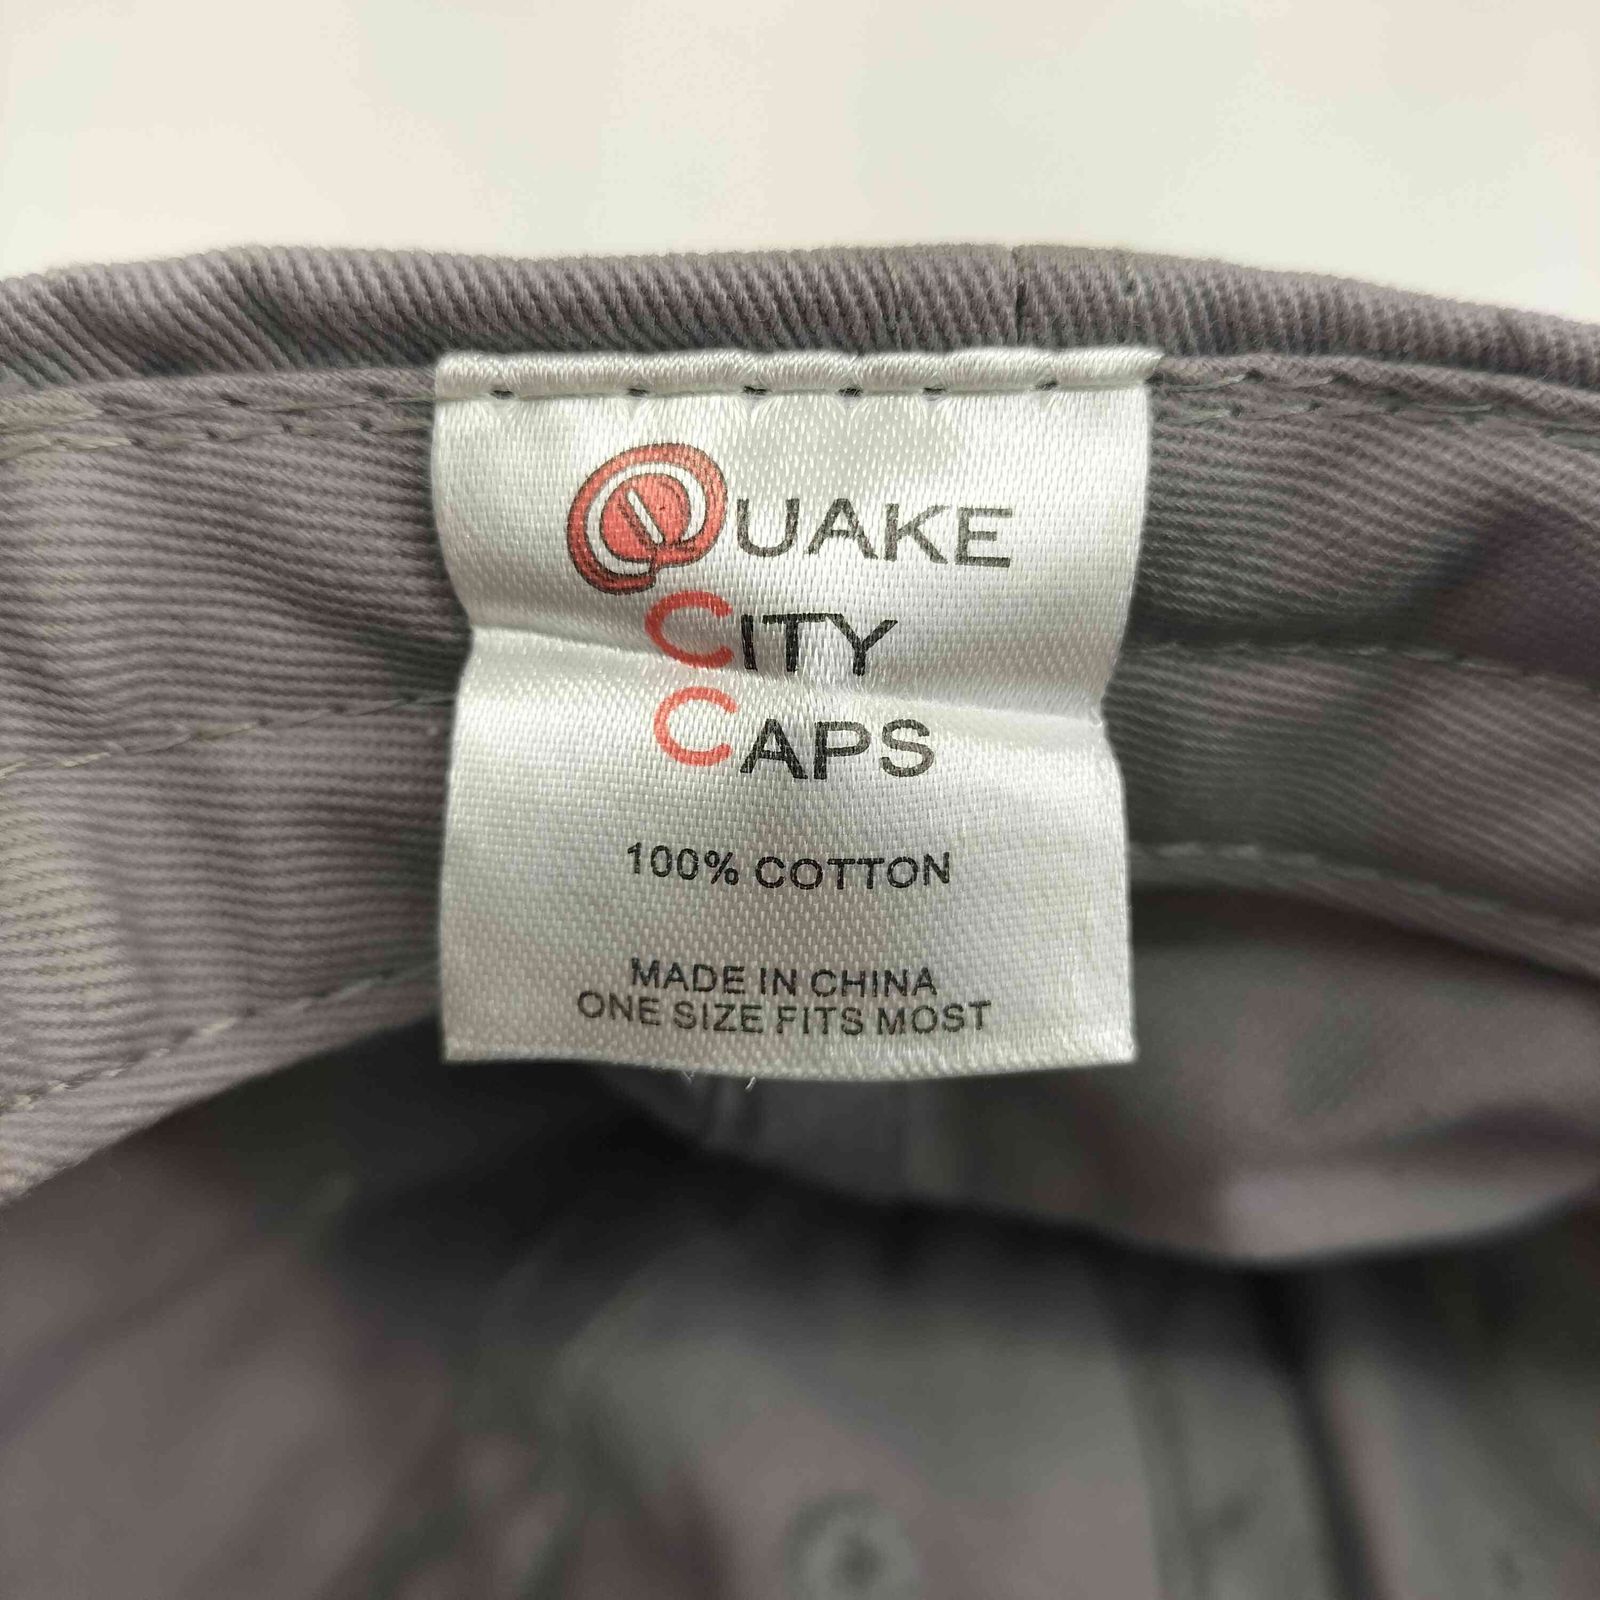 QUAKE
CITY
CAPS
100% COTTON
MADE IN CHINA
ONE SIZE FITS MOST